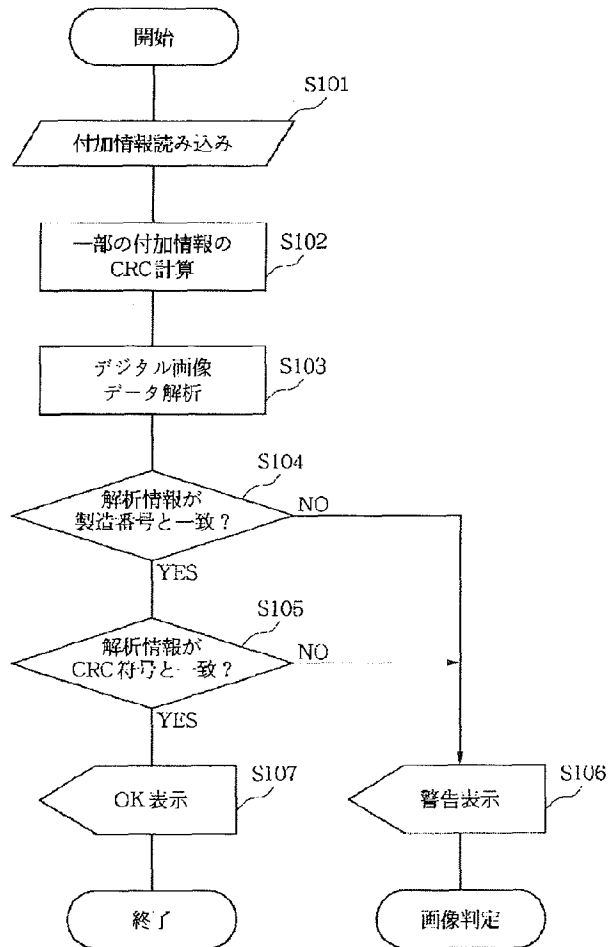 開始
S101
付加情報読み込み
一部の付加情報の
CRC計算
S102
デジタル画像
データ解析
S103
S104
解析情報が
製造番号と一致？
NO
YES
S105
解析情報が
CRC符号と一致？
NO
YES
OK表示
S107
警告表示
S106
終了
画像判定